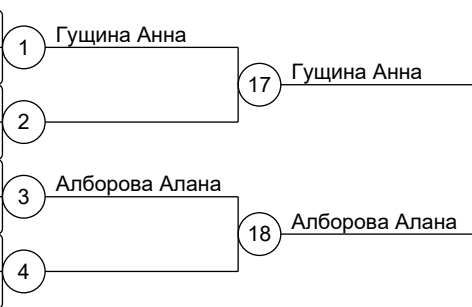 1 Гущина Анна
17 Гущина Анна
2
3 Алборова Алана
18 Алборова Алана
4